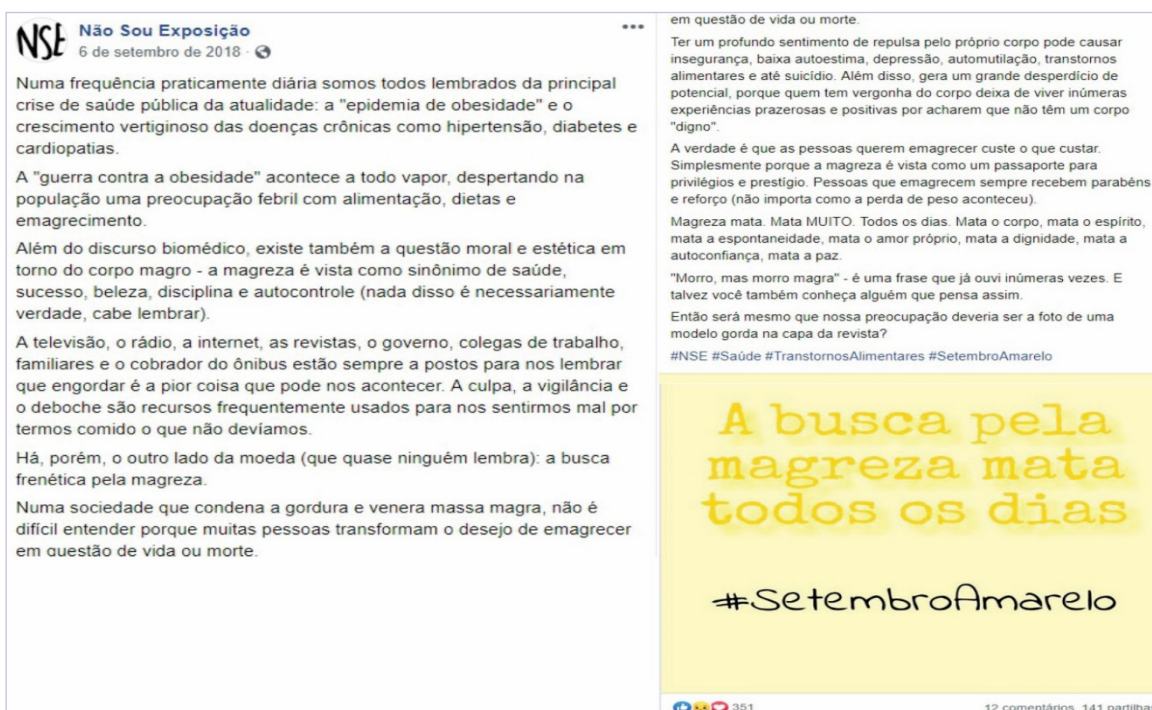 NSE
Não Sou Exposição
6 de setembro de 2018 ·
Numa frequência praticamente diária somos todos lembrados da principal
crise de saúde pública da atualidade: a "epidemia de obesidade" e o
crescimento vertiginoso das doenças crônicas como hipertensão, diabetes e
cardiopatias.
A "guerra contra a obesidade" acontece a todo vapor, despertando na
população uma preocupação febril com alimentação, dietas e
emagrecimento.
Além do discurso biomédico, existe também a questão moral e estética em
torno do corpo magro - a magreza é vista como sinônimo de saúde,
sucesso, beleza, disciplina e autocontrole (nada disso é necessariamente
verdade, cabe lembrar).
A televisão, o rádio, a internet, as revistas, o governo, colegas de trabalho,
familiares e o cobrador do ônibus estão sempre a postos para nos lembrar
que engordar é a pior coisa que pode nos acontecer. A culpa, a vigilância e
o deboche são recursos frequentemente usados para nos sentirmos mal por
termos comido o que não devíamos.
Há, porém, o outro lado da moeda (que quase ninguém lembra): a busca
frenética pela magreza.
Numa sociedade que condena a gordura e venera massa magra, não é
difícil entender porque muitas pessoas transformam o desejo de emagrecer
em questão de vida ou morte.
em questão de vida ou morte.
Ter um profundo sentimento de repulsa pelo próprio corpo pode causar
insegurança, baixa autoestima, depressão, automutilação, transtornos
alimentares e até suicídio. Além disso, gera um grande desperdício de
potencial, porque quem tem vergonha do corpo deixa de viver inúmeras
experiências prazerosas e positivas por acharem que não têm um corpo
"digno".
A verdade é que as pessoas querem emagrecer custe o que custar.
Simplesmente porque a magreza é vista como um passaporte para
privilégios e prestígio. Pessoas que emagrecem sempre recebem parabéns
e reforço (não importa como a perda de peso aconteceu).
Magreza mata. Mata MUITO. Todos os dias. Mata o corpo, mata o espírito,
mata a espontaneidade, mata o amor próprio, mata a dignidade, mata a
autoconfiança, mata a paz.
"Morro, mas morro magra" - é uma frase que já ouvi inúmeras vezes. E
talvez você também conheça alguém que pensa assim.
Então será mesmo que nossa preocupação deveria ser a foto de uma
modelo gorda na capa da revista?
#NSE #Saúde #TranstornosAlimentares #SetembroAmarelo
A busca pela
magreza mata
todos os dias
#SetembroAmarelo
351
12 comentários 141 partilhas